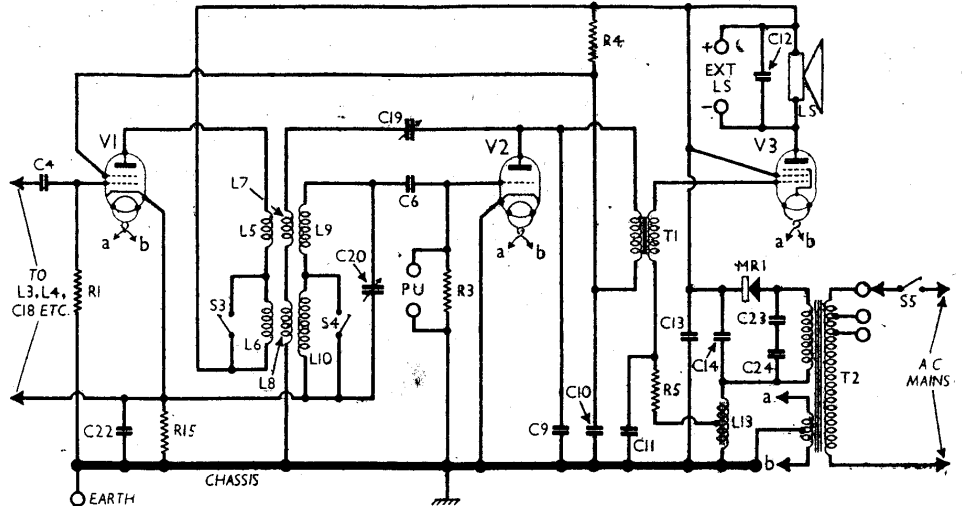 R4
+
EXT
LS
−
C12
LS
C19
V1
V2
V3
C4
L7
L5
L9
C6
a b
a b
a b
T1
TO
L3, L4,
C18 ETC.
R1
C20
PU
R3
S3
S4
L6
L8
L10
MR1
S5
C13
C23
C14
C24
T2
A C
MAINS
C22
R15
C9
C10
C11
R5
L13
a
b
CHASSIS
EARTH